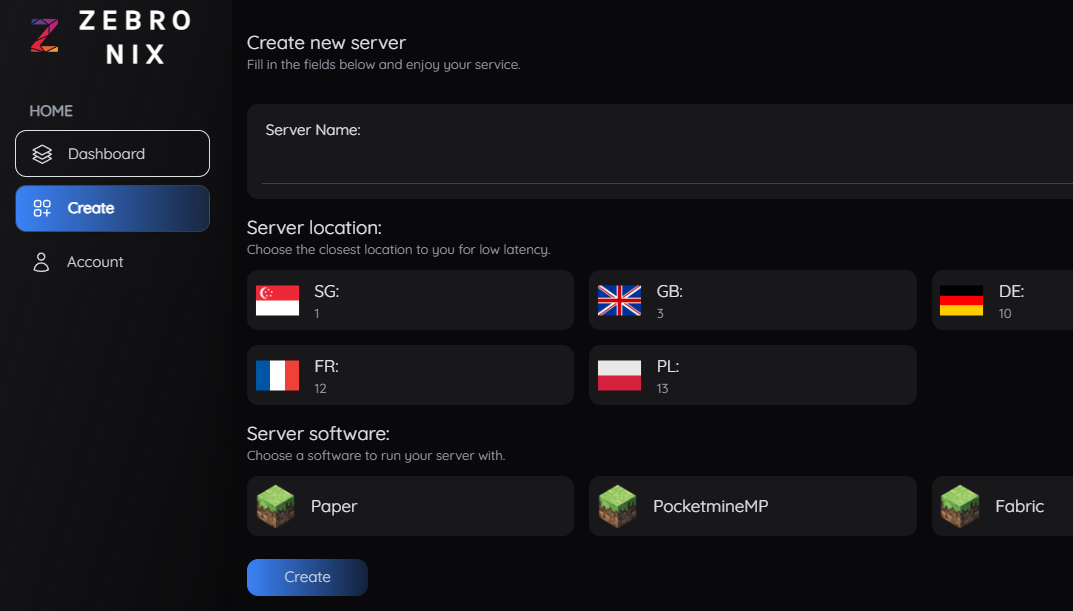 ZEBRO
NIX
HOME
Dashboard
Create
Account
Create new server
Fill in the fields below and enjoy your service.
Server Name:
Server location:
Choose the closest location to you for low latency.
SG:
1
GB:
3
DE:
10
FR:
12
PL:
13
Server software:
Choose a software to run your server with.
Paper
PocketmineMP
Fabric
Create